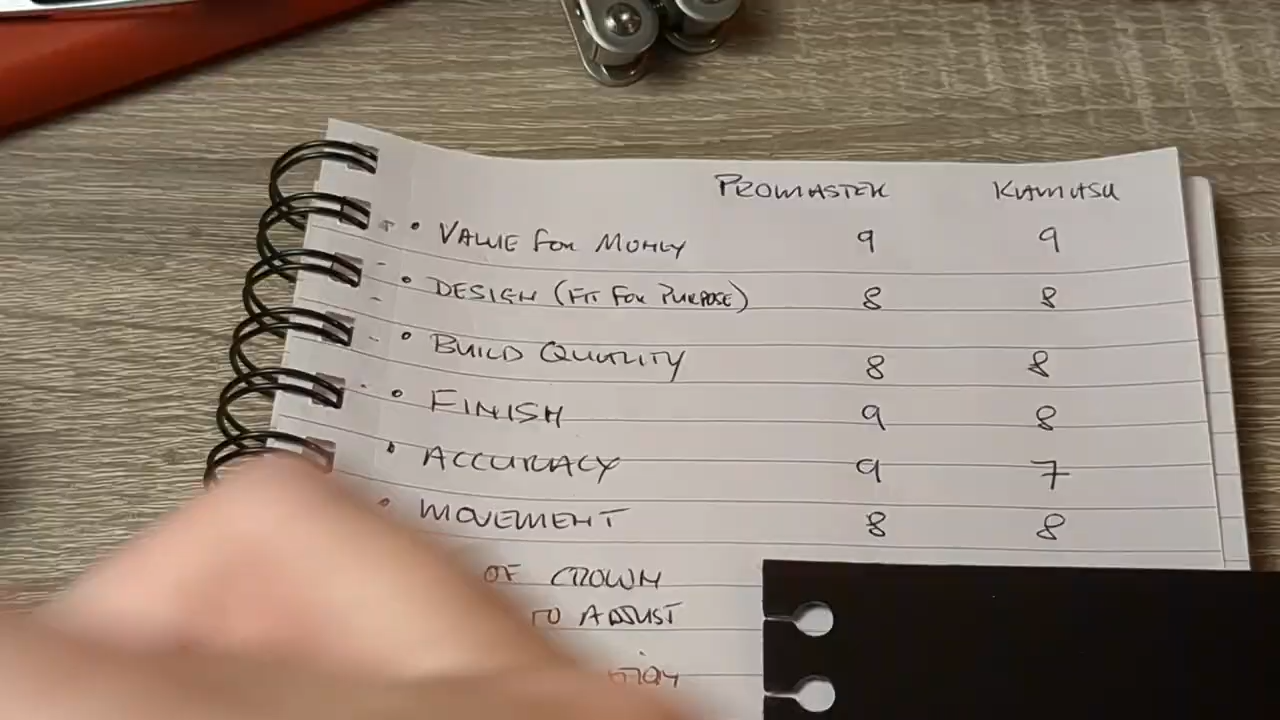 PROMASTER KAMASU
• VALUE FOR MONEY 9 9
• DESIGN (FIT FOR PURPOSE) 8 8
• BUILD QUALITY 8 8
• FINISH 9 8
• ACCURACY 9 7
• MOVEMENT 8 8
OF CROWN
TO ADJUST